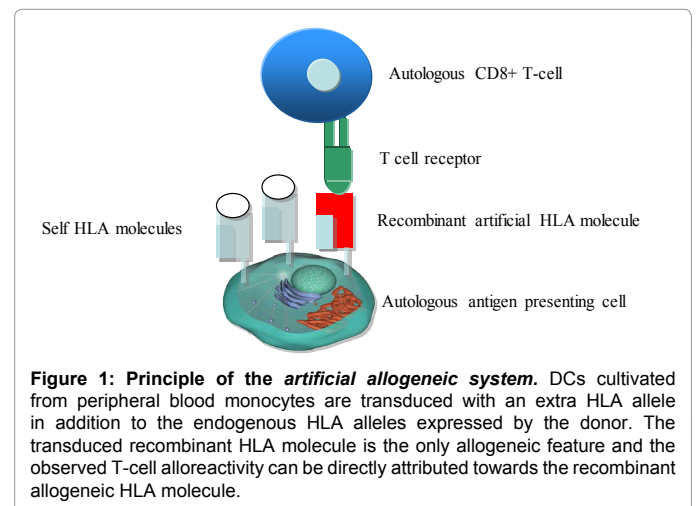 Autologous CD8+ T-cell
T cell receptor
Self HLA molecules
Recombinant artificial HLA molecule
Autologous antigen presenting cell
Figure 1: Principle of the artificial allogeneic system. DCs cultivated
from peripheral blood monocytes are transduced with an extra HLA allele
in addition to the endogenous HLA alleles expressed by the donor. The
transduced recombinant HLA molecule is the only allogeneic feature and the
observed T-cell alloreactivity can be directly attributed towards the recombinant
allogeneic HLA molecule.